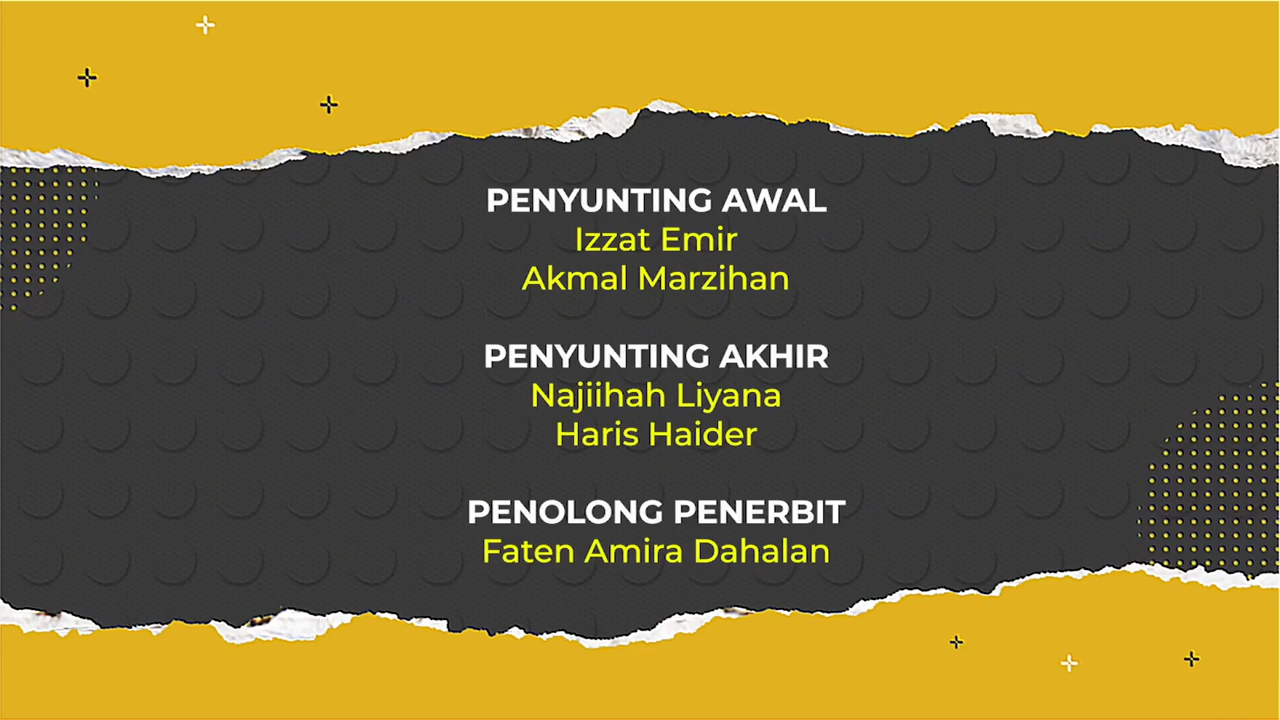 PENYUNTING AWAL
Izzat Emir
Akmal Marzihan
PENYUNTING AKHIR
Najiihah Liyana
Haris Haider
PENOLONG PENERBIT
Faten Amira Dahalan